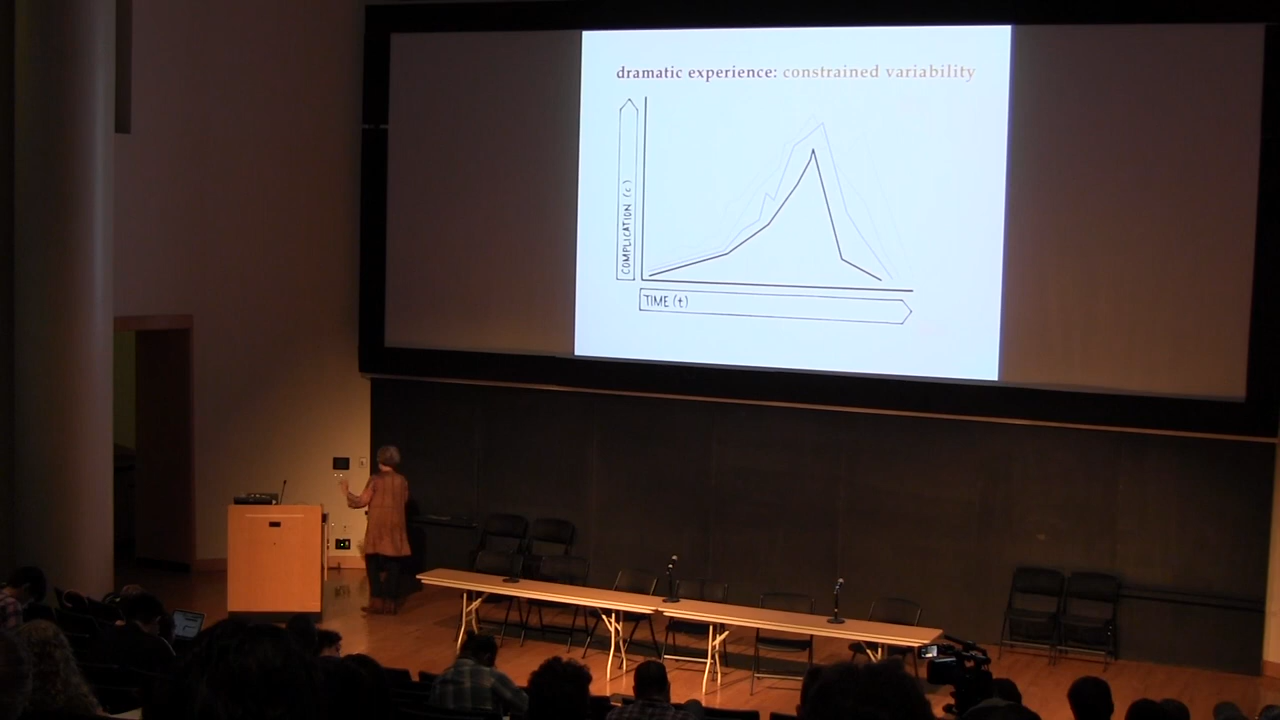 dramatic experience: constrained variability
COMPLICATION (c)
TIME (t)